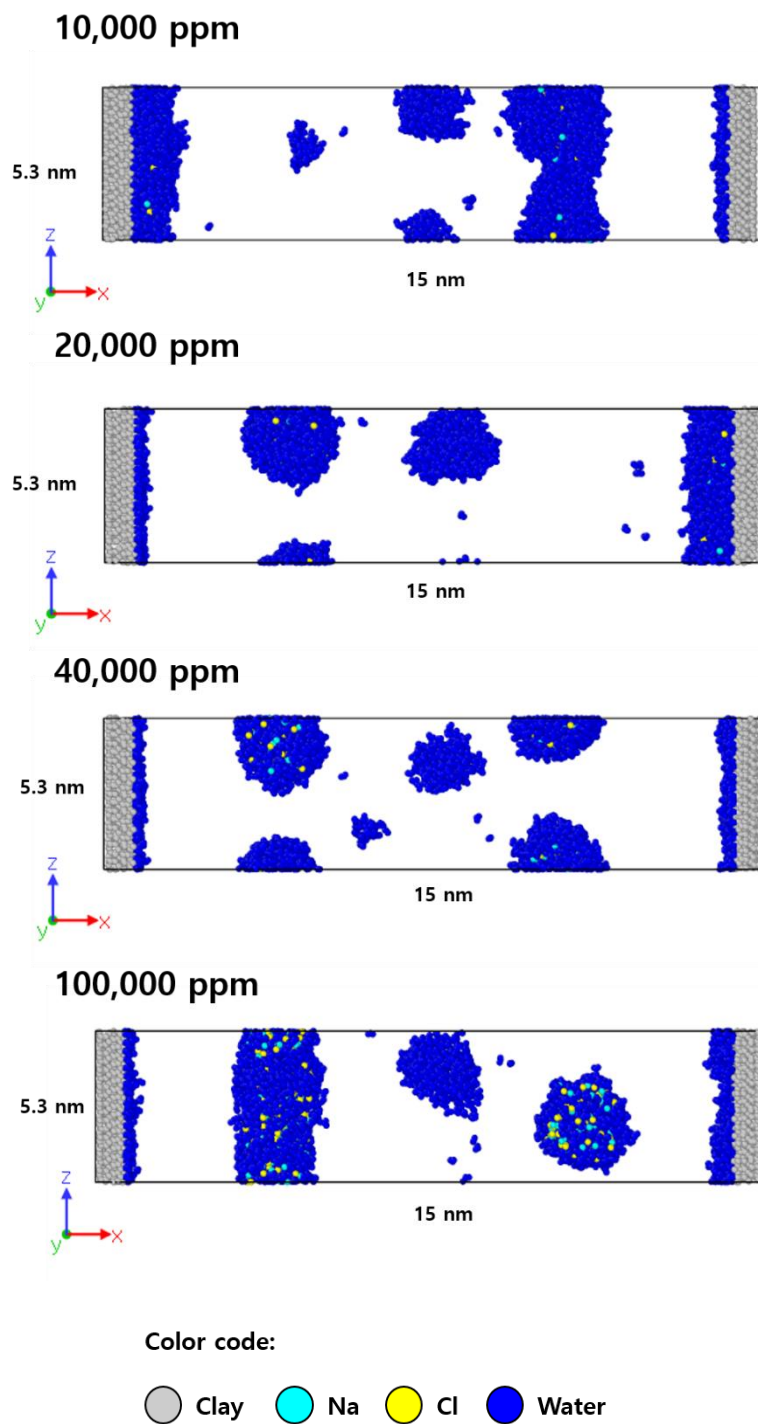 10,000 ppm
5.3 nm
z
y
x
15 nm
20,000 ppm
5.3 nm
z
y
x
15 nm
40,000 ppm
5.3 nm
z
y
x
15 nm
100,000 ppm
5.3 nm
z
y
x
15 nm
Color code:
Clay Na Cl Water